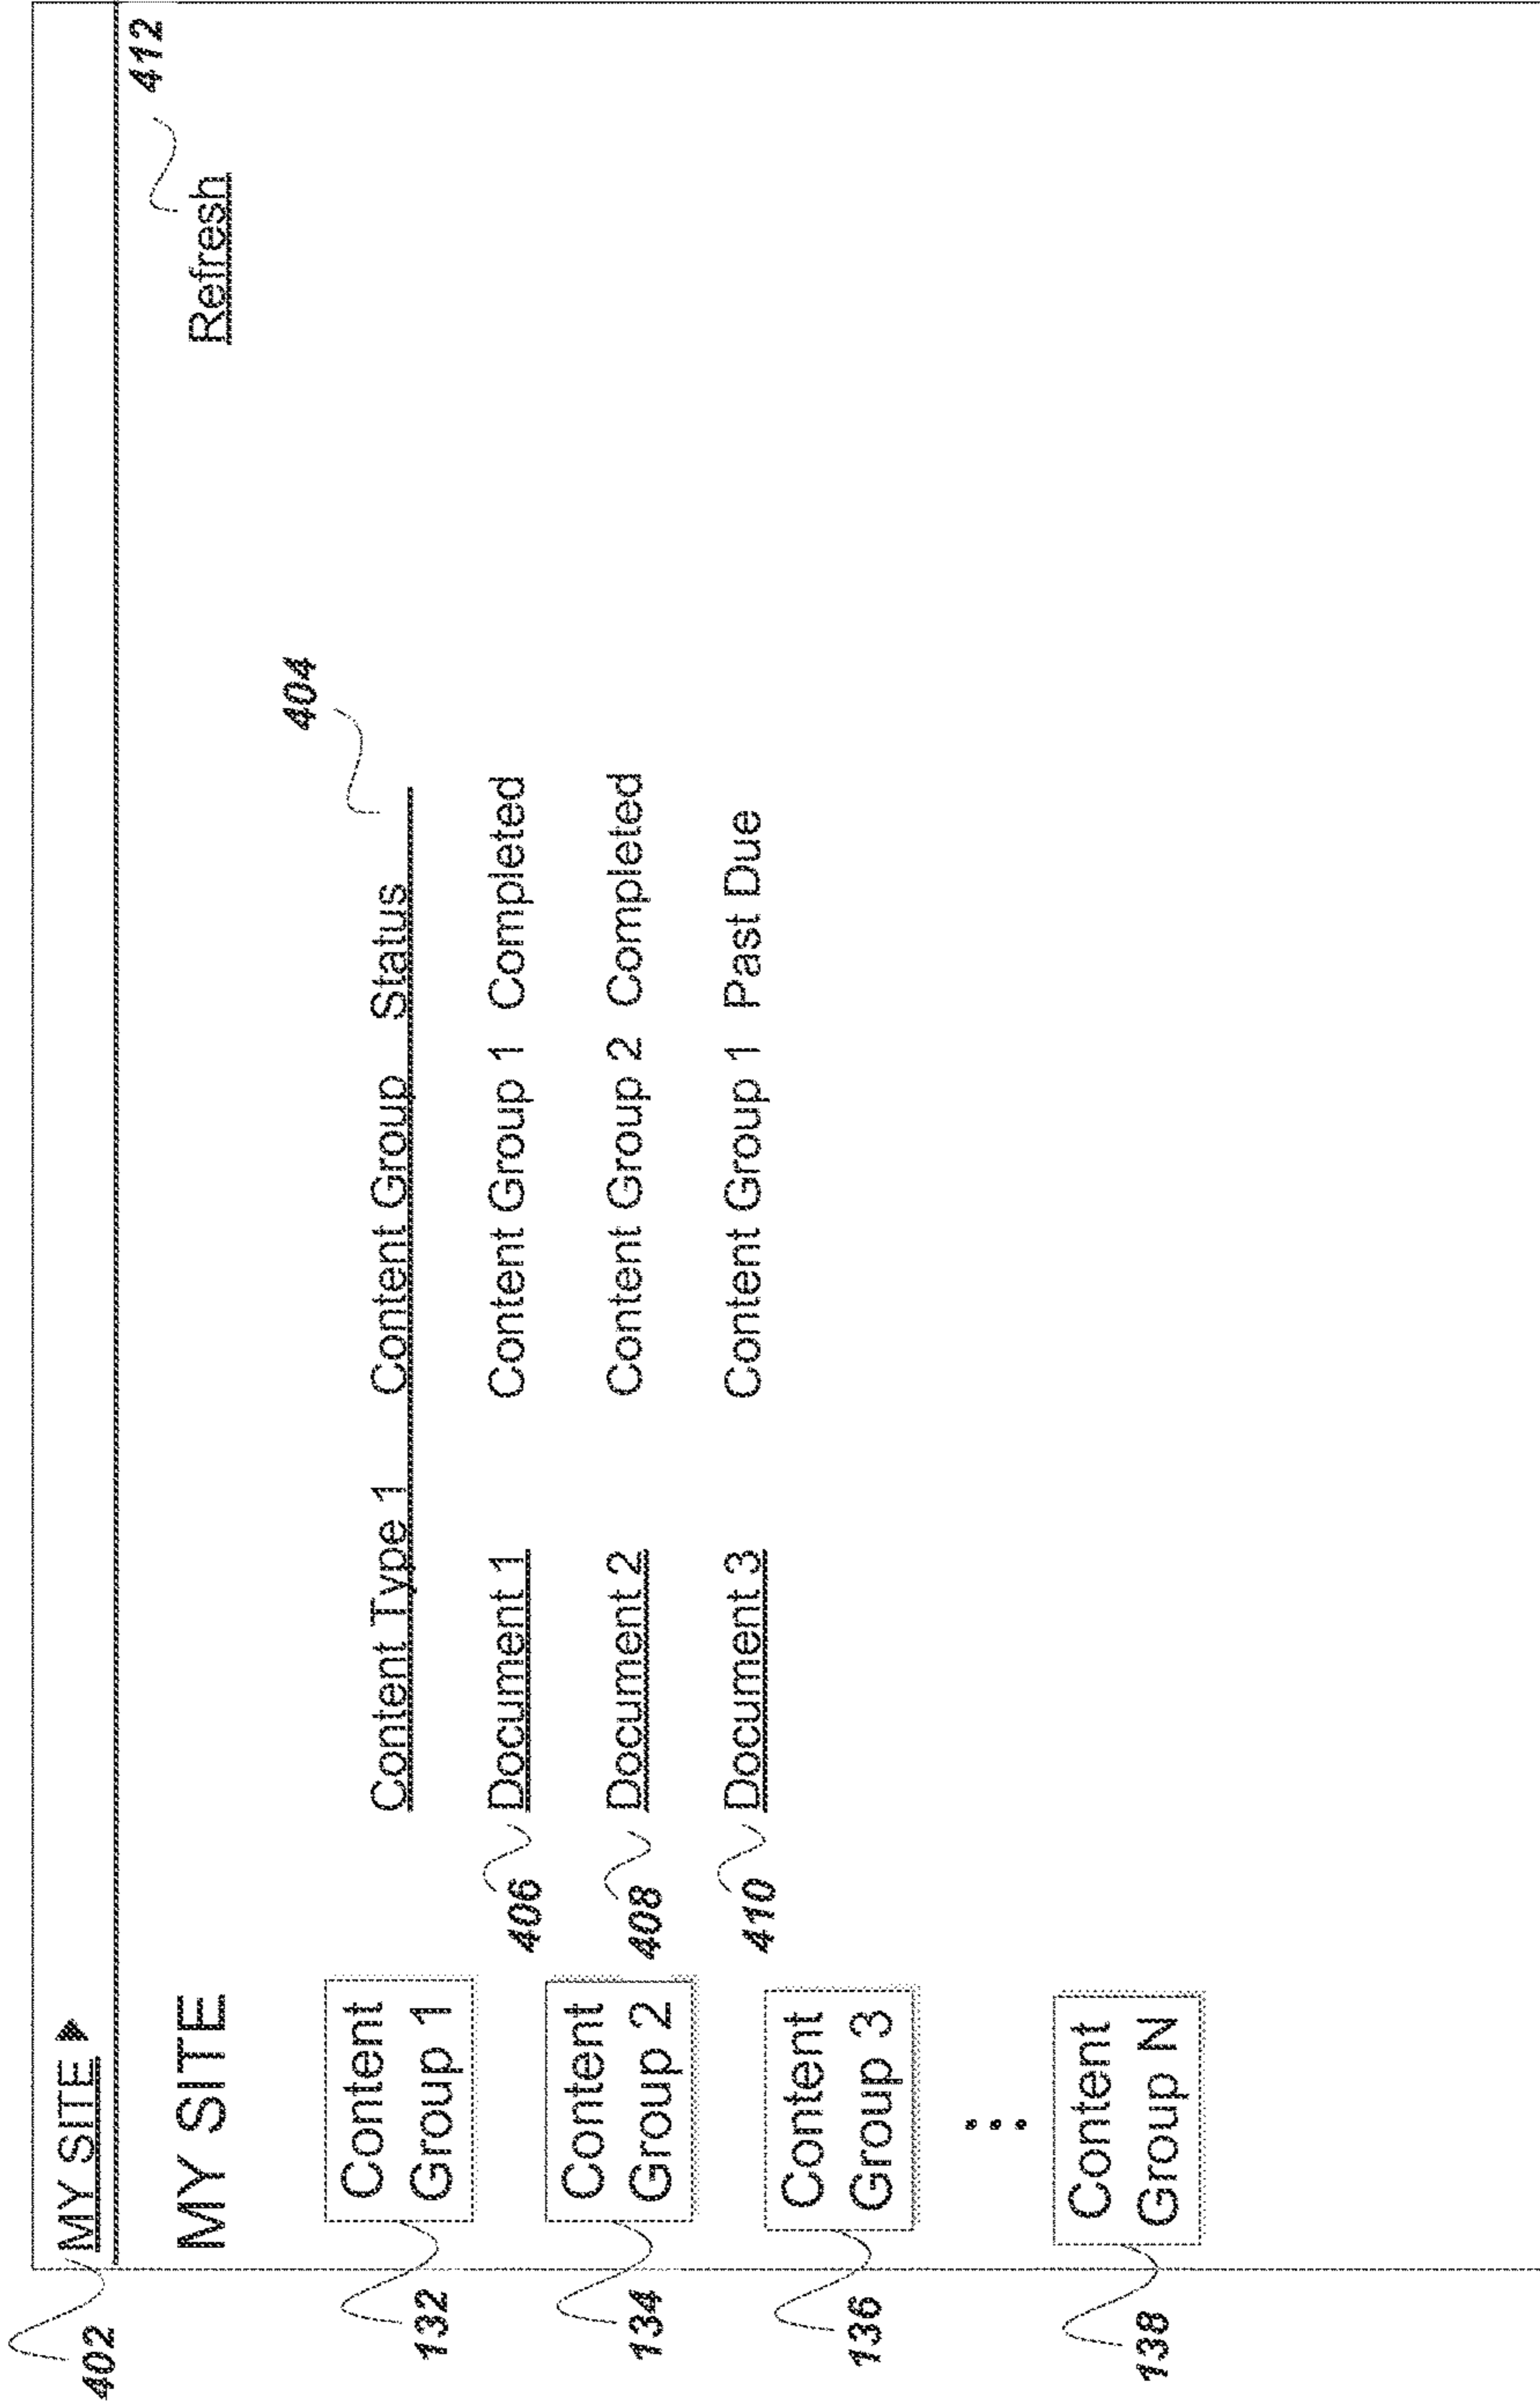 402
MY SITE
412
MY SITE
Refresh
404
Content Type 1 Content Group Status
132
Content
Group 1
406
Document 1 Content Group 1 Completed
134
Content
Group 2
408
Document 2 Content Group 2 Completed
136
Content
Group 3
410
Document 3 Content Group 1 Past Due
138
Content
Group N